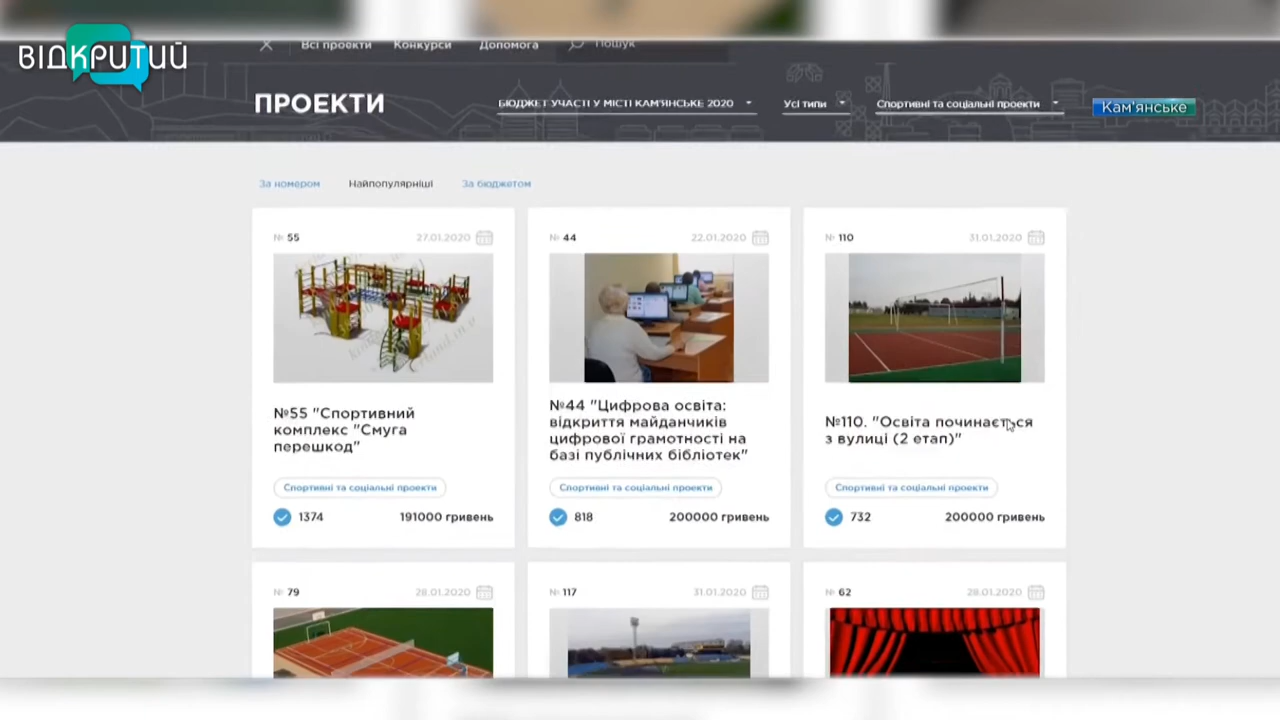 ВІДКРИТИЙ
Всі проекти Конкурси Допомога Пошук
ПРОЕКТИ
БЮДЖЕТ УЧАСТІ У МІСТІ КАМ'ЯНСЬКЕ 2020 Усі типи Спортивні та соціальні проекти Кам'янське
За номером Найпопулярніші За бюджетом
№ 55 27.01.2020
№55 "Спортивний
комплекс "Смуга
перешкод"
Спортивні та соціальні проекти
1374 191000 гривень
№ 44 22.01.2020
№44 "Цифрова освіта:
відкриття майданчиків
цифрової грамотності на
базі публічних бібліотек"
Спортивні та соціальні проекти
818 200000 гривень
№ 110 31.01.2020
№110. "Освіта починається
з вулиці (2 етап)"
Спортивні та соціальні проекти
732 200000 гривень
№ 79 28.01.2020
№ 117 31.01.2020
№ 62 28.01.2020